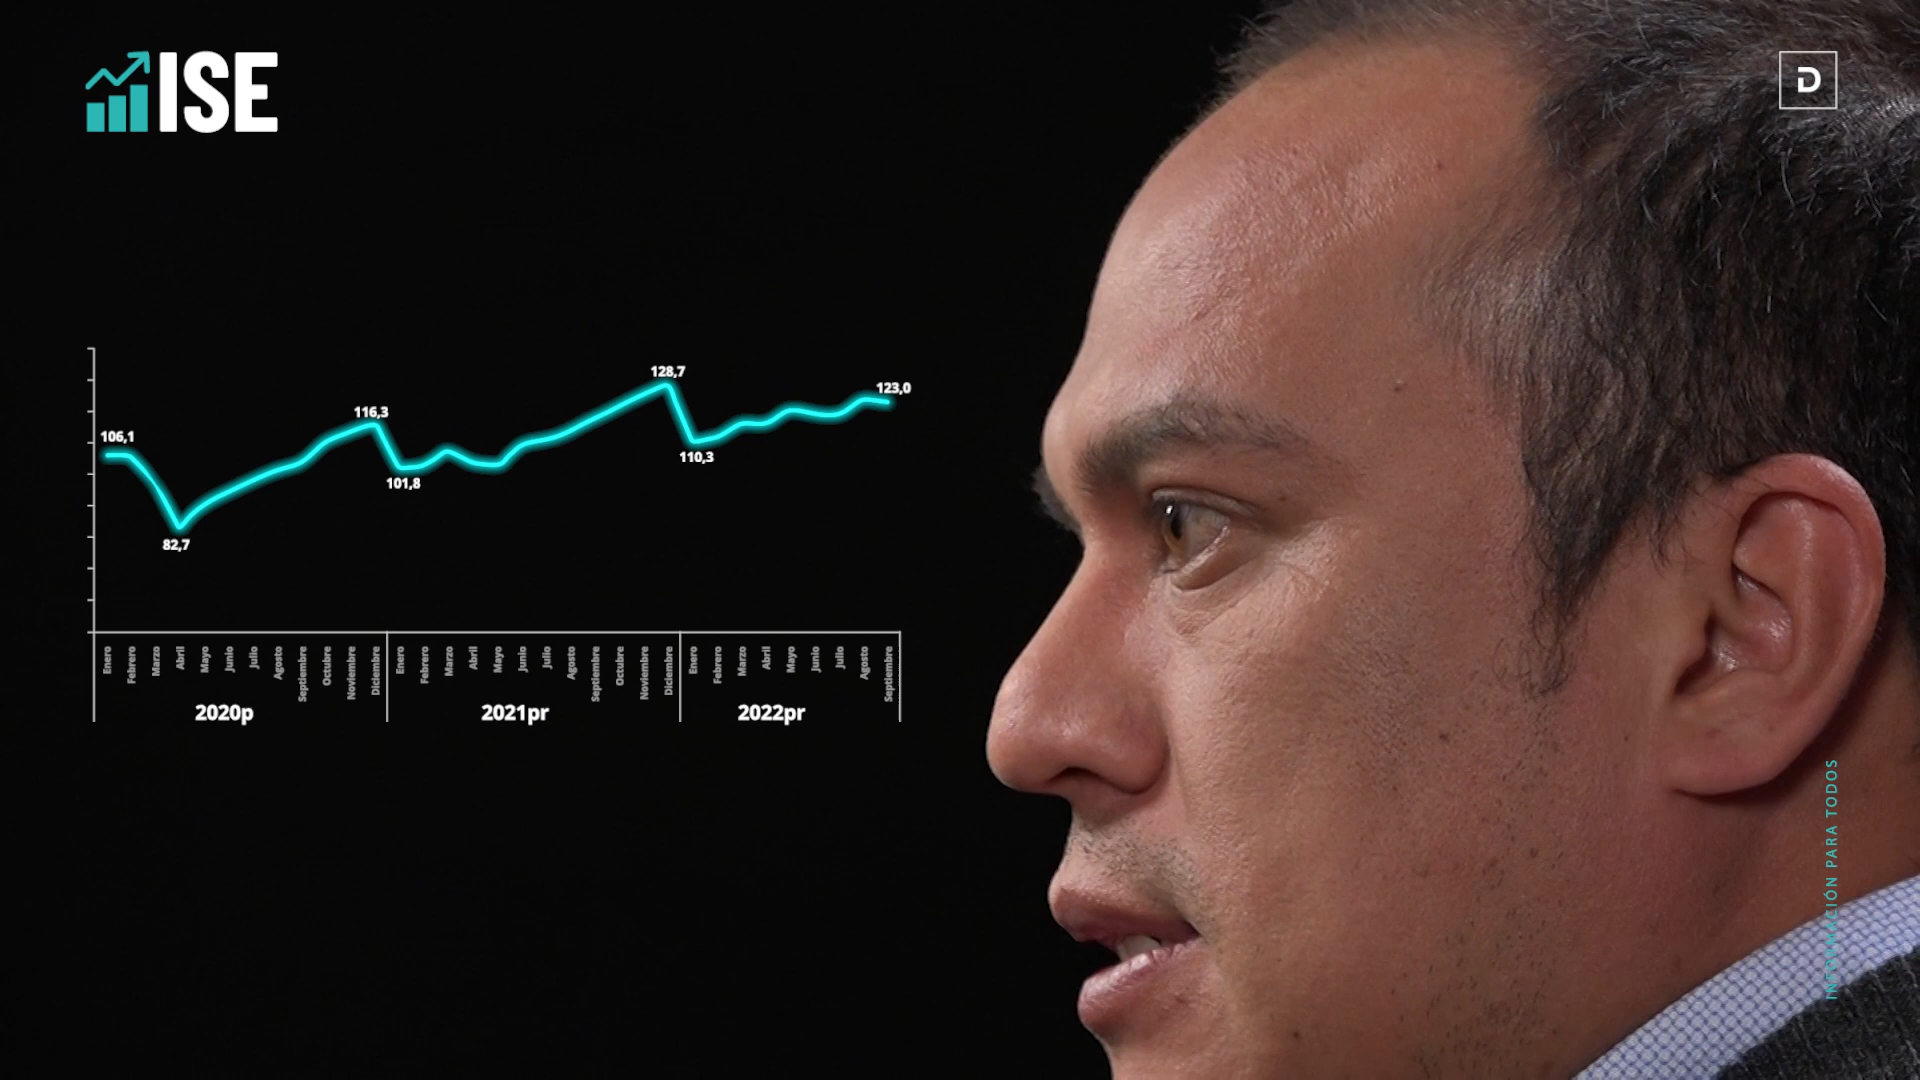 ISE
D
106,1
82,7
116,3
101,8
128,7
110,3
123,0
Enero
Febrero
Marzo
Abril
Mayo
Junio
Julio
Agosto
Septiembre
Octubre
Noviembre
Diciembre
Enero
Febrero
Marzo
Abril
Mayo
Junio
Julio
Agosto
Septiembre
Octubre
Noviembre
Diciembre
Enero
Febrero
Marzo
Abril
Mayo
Junio
Julio
Agosto
Septiembre
2020p
2021pr
2022pr
INFORMACIÓN PARA TODOS